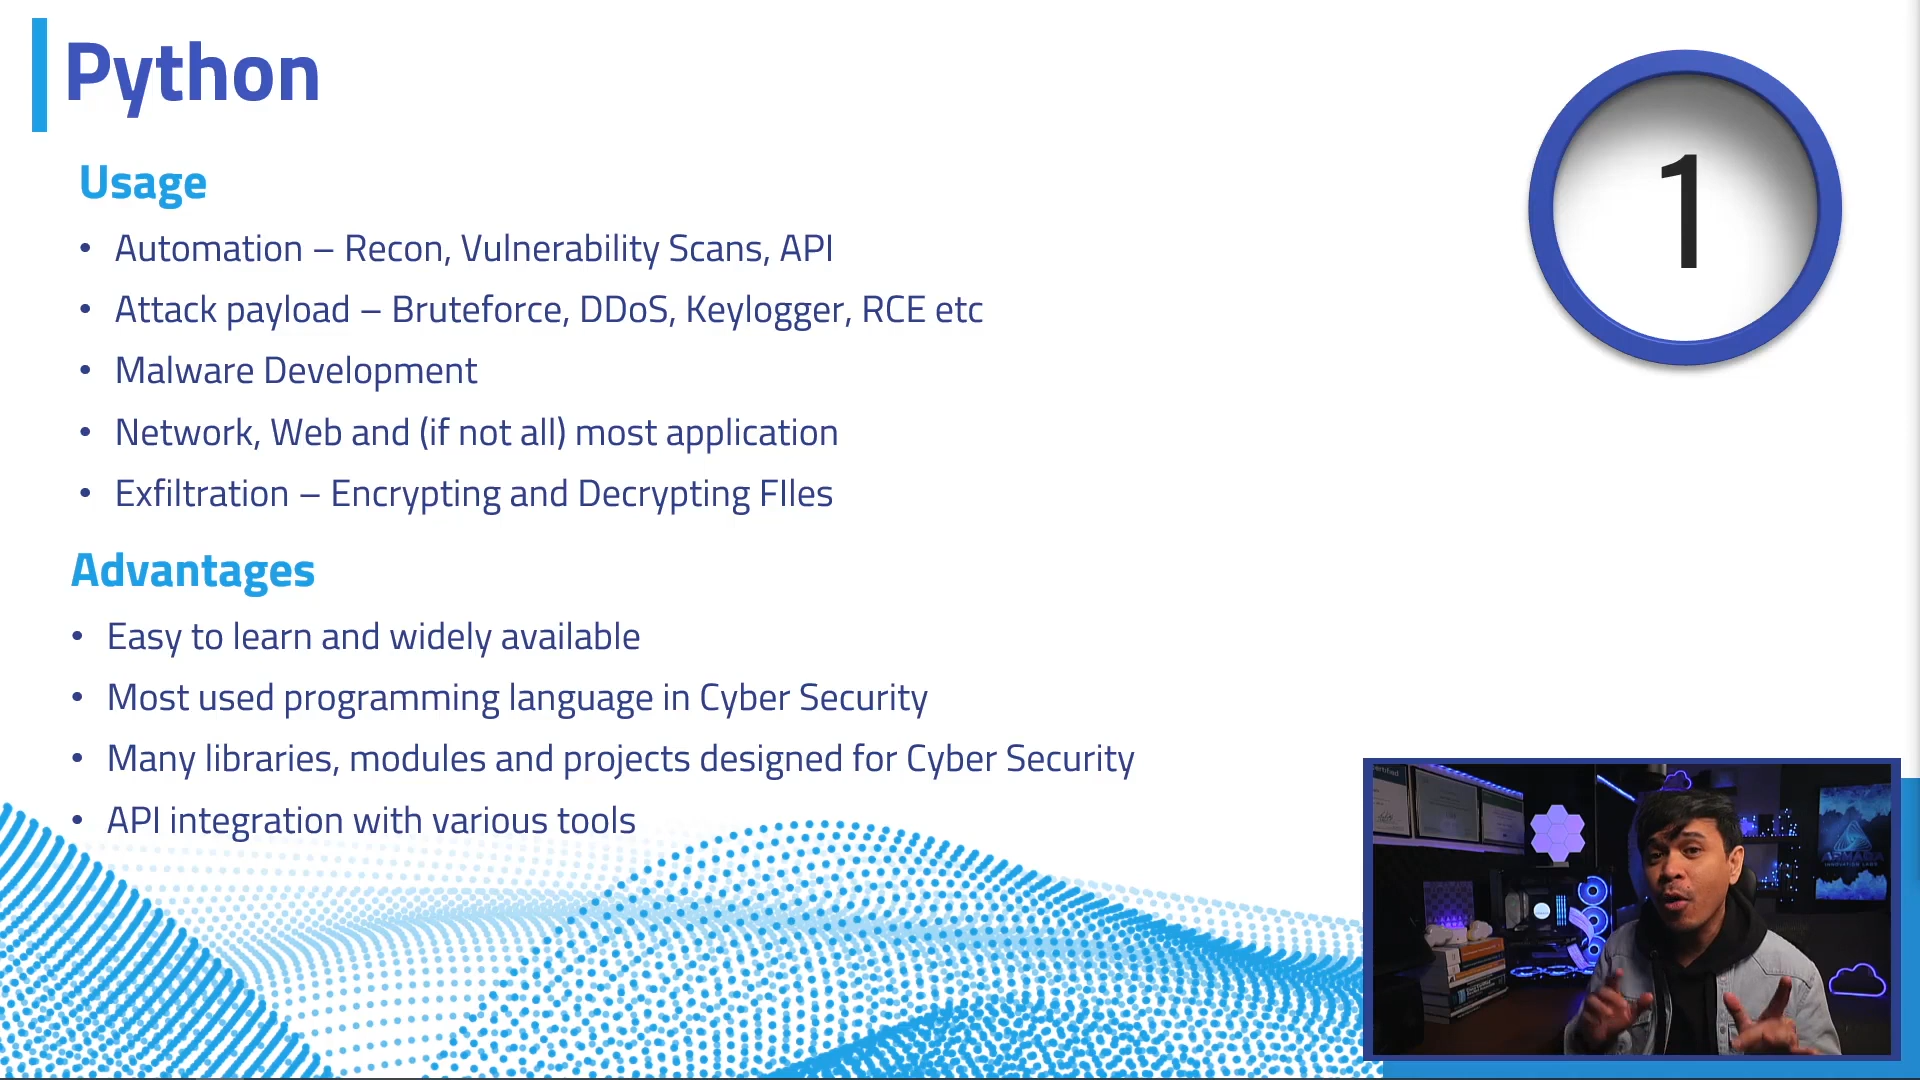 Python
1
Usage
• Automation – Recon, Vulnerability Scans, API
• Attack payload – Bruteforce, DDoS, Keylogger, RCE etc
• Malware Development
• Network, Web and (if not all) most application
• Exfiltration – Encrypting and Decrypting FIles
Advantages
• Easy to learn and widely available
• Most used programming language in Cyber Security
• Many libraries, modules and projects designed for Cyber Security
• API integration with various tools
ARMADA
INNOVATION LABS